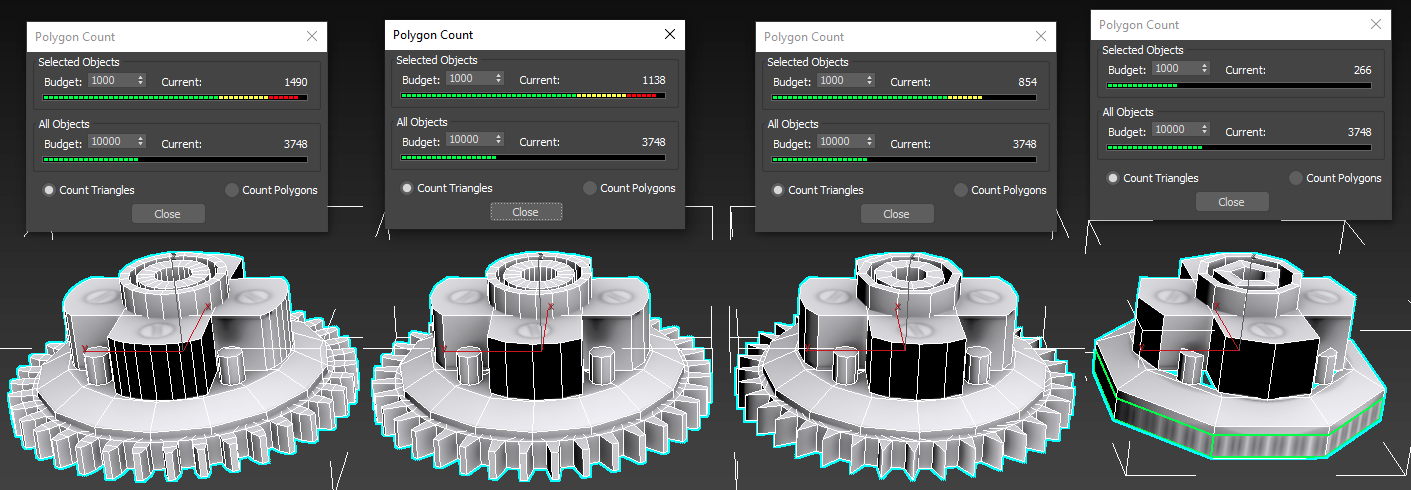 Polygon Count
Selected Objects
Budget: 1000 Current: 1490
All Objects
Budget: 10000 Current: 3748
Count Triangles Count Polygons
Close
Polygon Count
Selected Objects
Budget: 1000 Current: 1138
All Objects
Budget: 10000 Current: 3748
Count Triangles Count Polygons
Close
Polygon Count
Selected Objects
Budget: 1000 Current: 854
All Objects
Budget: 10000 Current: 3748
Count Triangles Count Polygons
Close
Polygon Count
Selected Objects
Budget: 1000 Current: 266
All Objects
Budget: 10000 Current: 3748
Count Triangles Count Polygons
Close